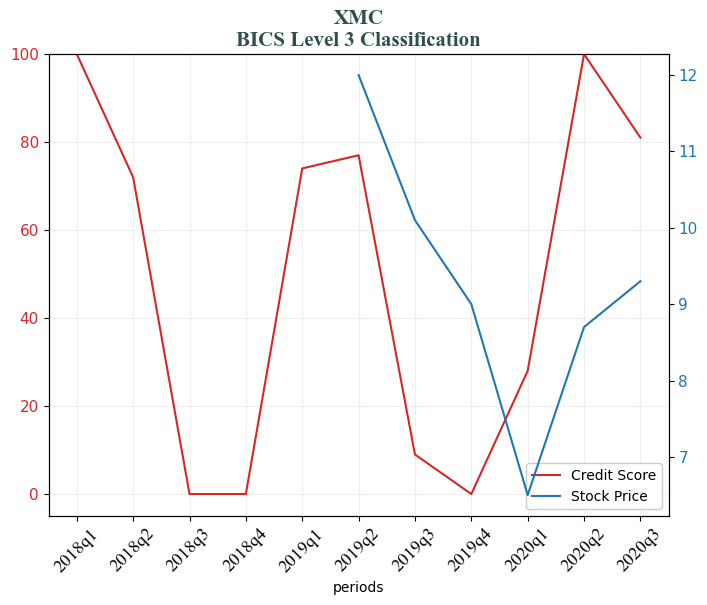 XMC
BICS Level 3 Classification
100
80
60
40
20
0
12
11
10
9
8
7
Credit Score
Stock Price
2018q1
2018q2
2018q3
2018q4
2019q1
2019q2
2019q3
2019q4
2020q1
2020q2
2020q3
periods